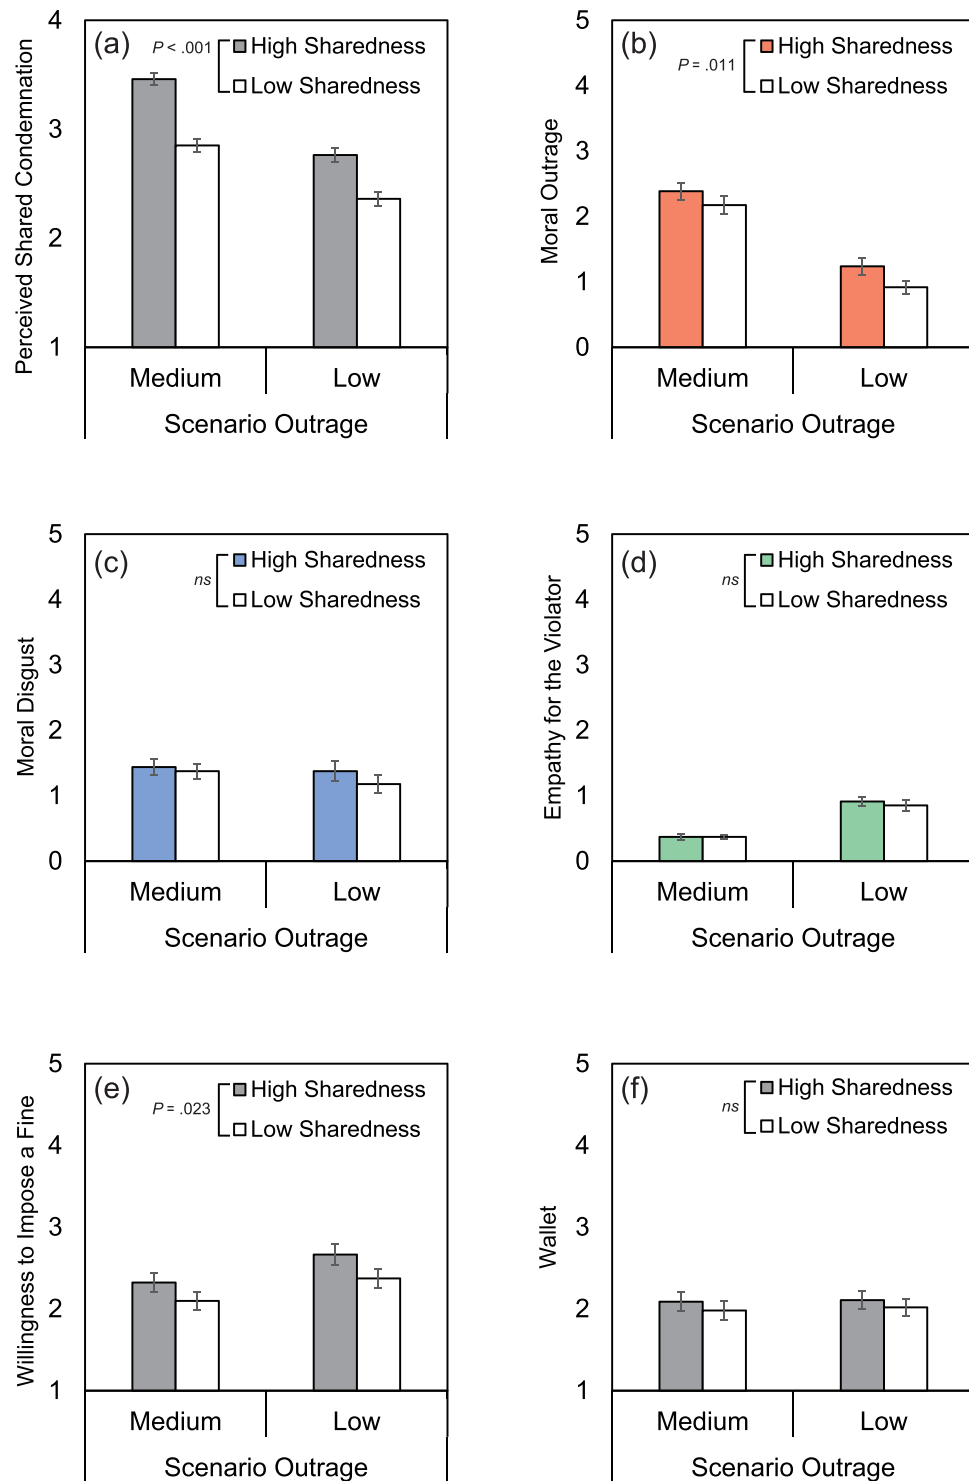 (a)
P < .001
High Sharedness
Low Sharedness
Perceived Shared Condemnation
4
3
2
1
Medium
Low
Scenario Outrage
(b)
P = .011
High Sharedness
Low Sharedness
Moral Outrage
5
4
3
2
1
0
Medium
Low
Scenario Outrage
(c)
ns
High Sharedness
Low Sharedness
Moral Disgust
5
4
3
2
1
0
Medium
Low
Scenario Outrage
(d)
ns
High Sharedness
Low Sharedness
Empathy for the Violator
5
4
3
2
1
0
Medium
Low
Scenario Outrage
(e)
P = .023
High Sharedness
Low Sharedness
Willingness to Impose a Fine
5
4
3
2
1
Medium
Low
Scenario Outrage
(f)
ns
High Sharedness
Low Sharedness
Wallet
5
4
3
2
1
Medium
Low
Scenario Outrage